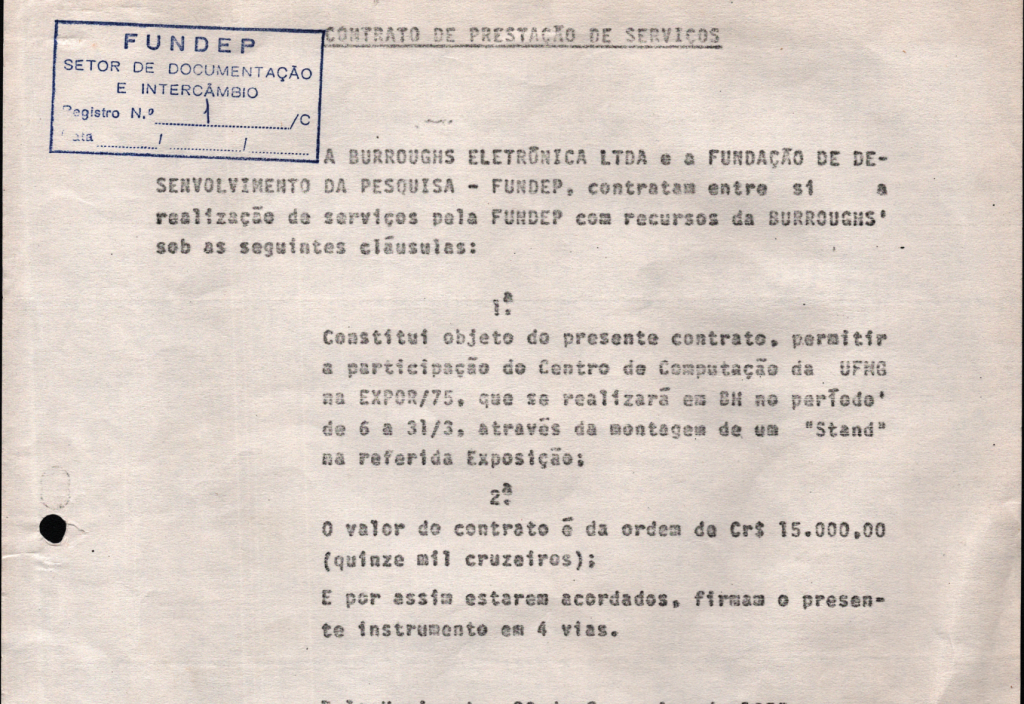 CONTRATO DE PRESTAÇÃO DE SERVIÇOS
FUNDEP
SETOR DE DOCUMENTAÇÃO
E INTERCÂMBIO
Registro N.º 1 /C
Data / /
A BURROUGHS ELETRÔNICA LTDA e a FUNDAÇÃO DE DE-
SENVOLVIMENTO DA PESQUISA - FUNDEP, contratam entre si a
realização de serviços pela FUNDEP com recursos da BURROUGHS'
sob as seguintes cláusulas:
1ª
Constitui objeto do presente contrato, permitir
a participação do Centro de Computação da UFMG
na EXPOR/75, que se realizará em BH no período'
de 6 a 31/3, através da montagem de um "Stand"
na referida Exposição;
2ª
O valor do contrato é da ordem de Cr$ 15.000,00
(quinze mil cruzeiros);
E por assim estarem acordados, firmam o presen-
te instrumento em 4 vias.